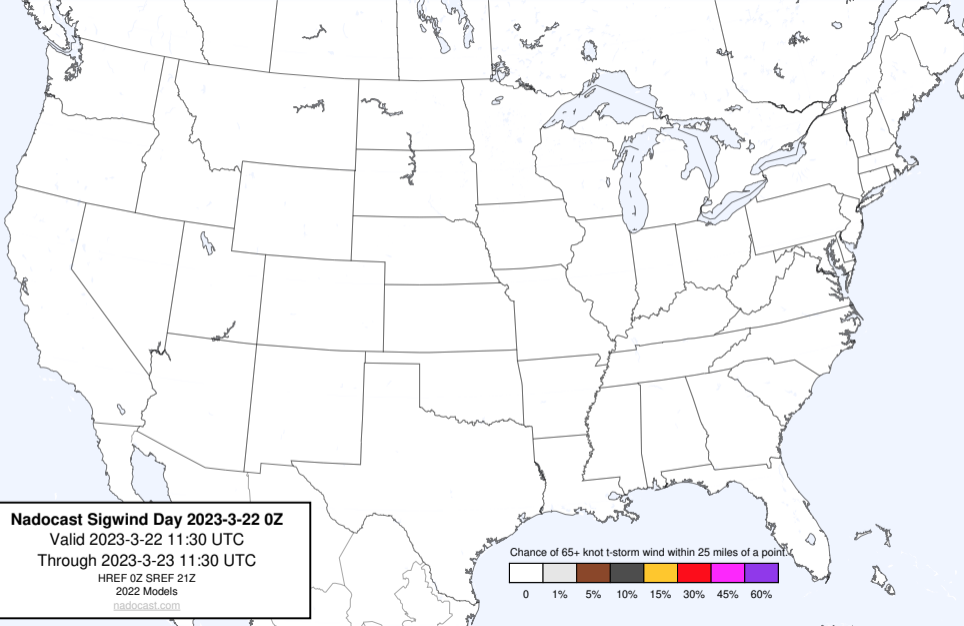 Nadocast Sigwind Day 2023-3-22 0Z
Valid 2023-3-22 11:30 UTC
Through 2023-3-23 11:30 UTC
HREF 0Z SREF 21Z
2022 Models
nadocast.com
Chance of 65+ knot t-storm wind within 25 miles of a point.
0 1% 5% 10% 15% 30% 45% 60%